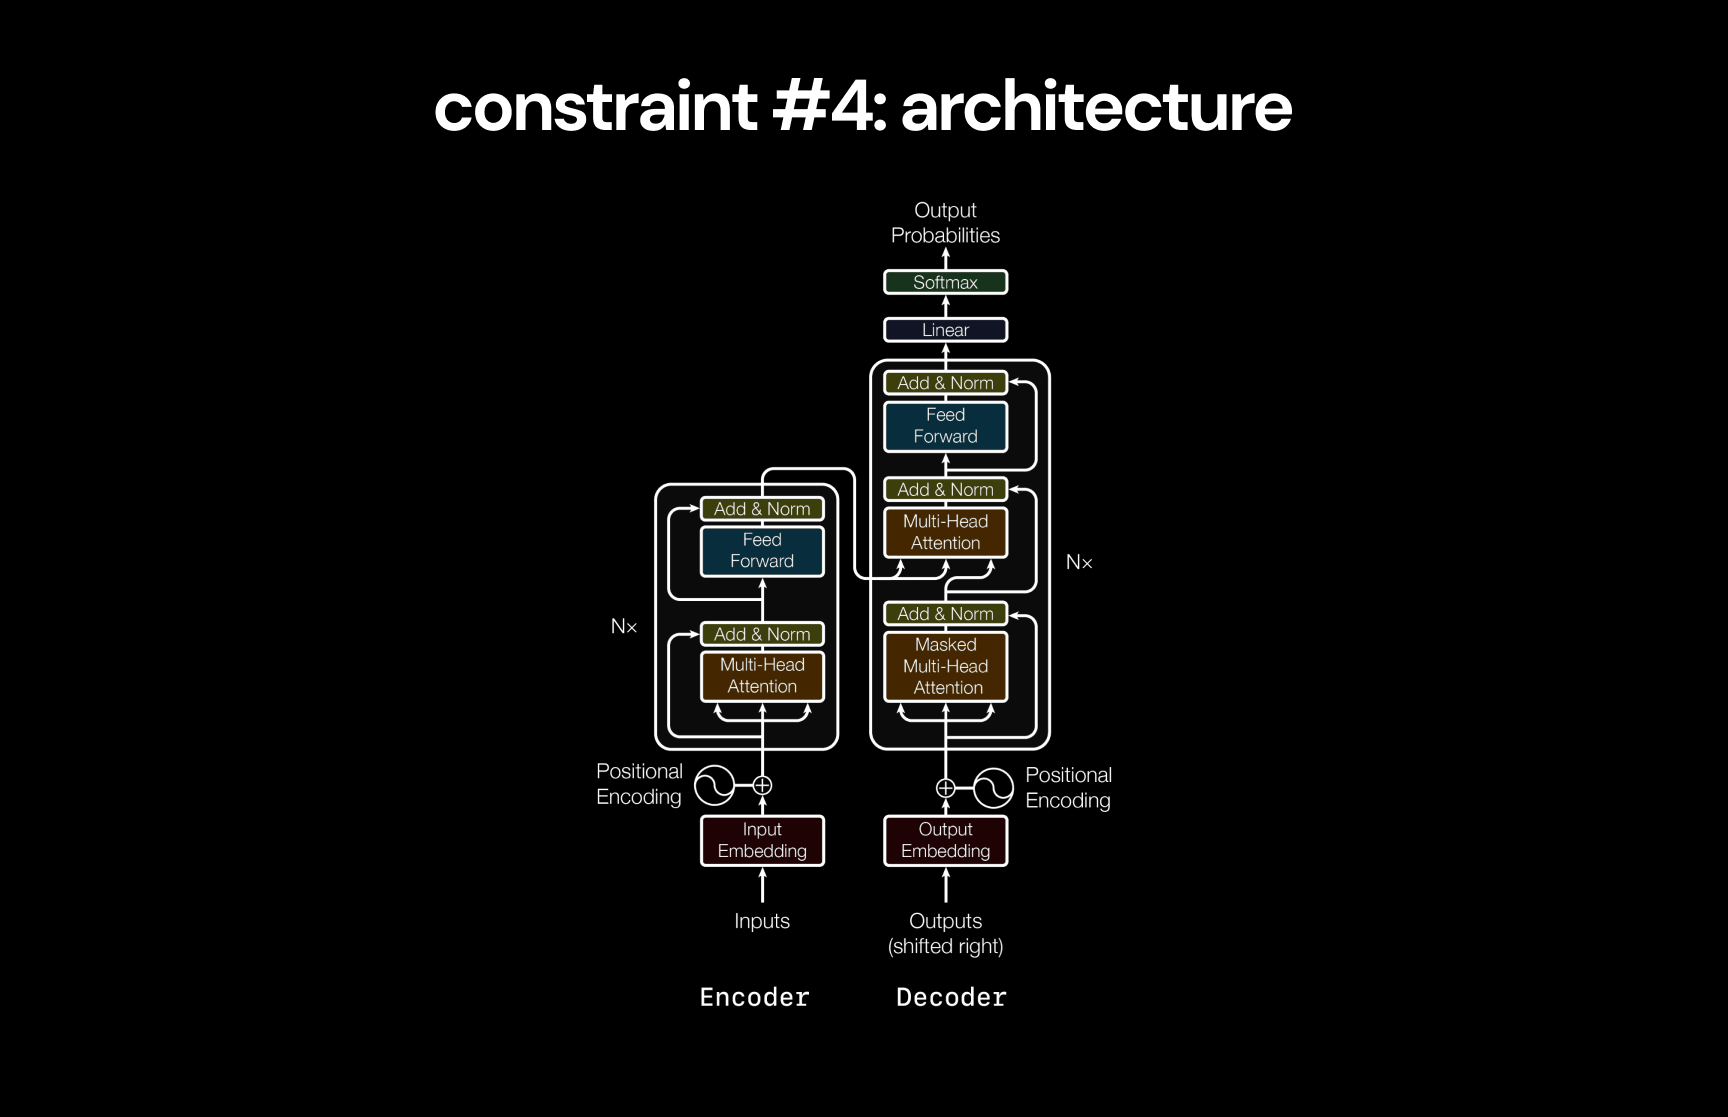 constraint #4: architecture
Output
Probabilities
Softmax
Linear
Add & Norm
Feed
Forward
Add & Norm
Multi-Head
Attention
Nx
Add & Norm
Masked
Multi-Head
Attention
Positional
Encoding
Output
Embedding
Outputs
(shifted right)
Decoder
Add & Norm
Feed
Forward
Nx
Add & Norm
Multi-Head
Attention
Positional
Encoding
Input
Embedding
Inputs
Encoder